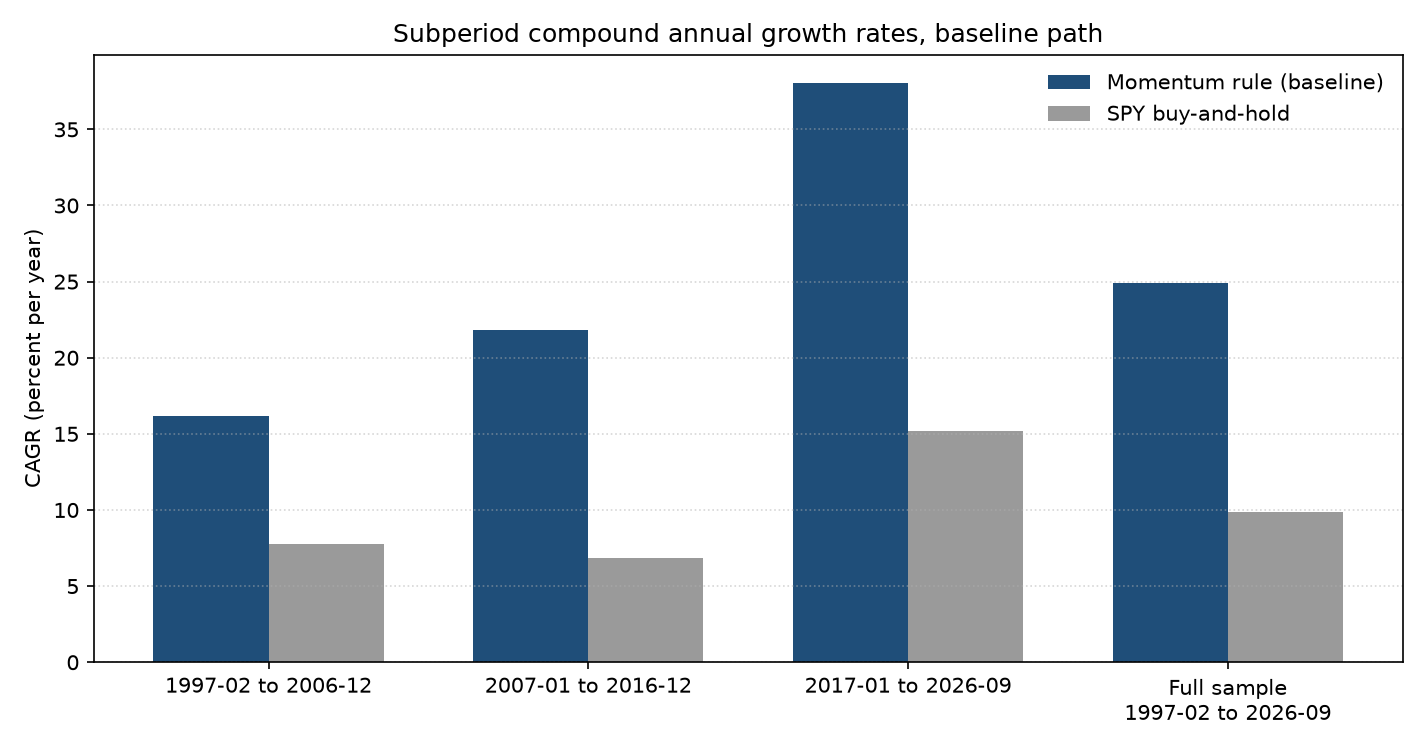 Subperiod compound annual growth rates, baseline path
Momentum rule (baseline)
SPY buy-and-hold
CAGR (percent per year)
35
30
25
20
15
10
5
0
1997-02 to 2006-12
2007-01 to 2016-12
2017-01 to 2026-09
Full sample
1997-02 to 2026-09